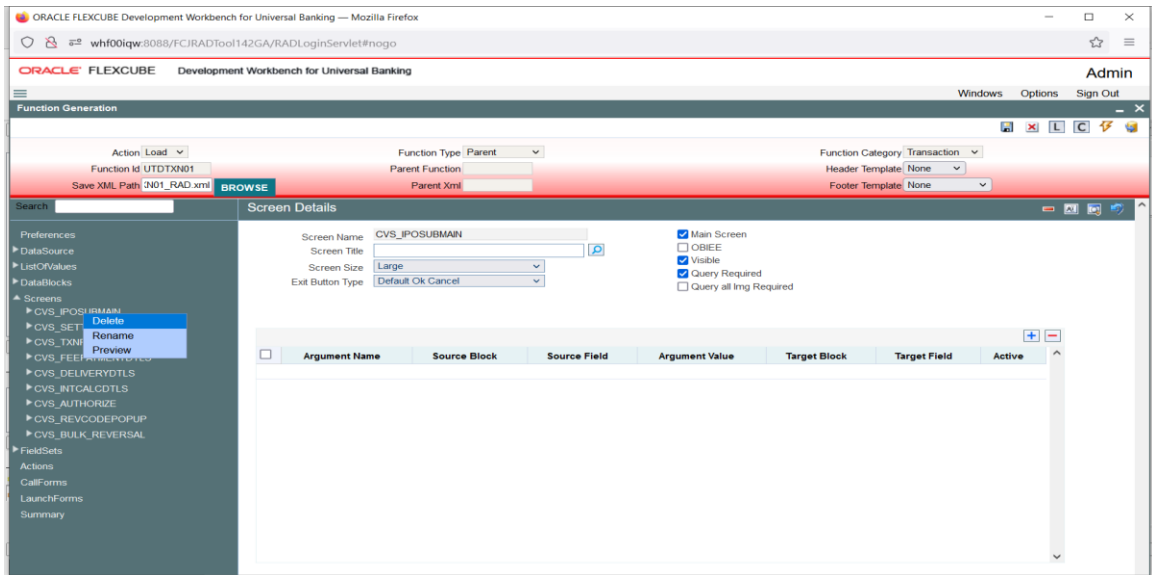 ORACLE FLEXCUBE Development Workbench for Universal Banking — Mozilla Firefox
whf00iqw:8088/FCJRADTool142GA/RADLoginServlet#nogo
ORACLE FLEXCUBE Development Workbench for Universal Banking Admin
Windows Options Sign Out
Function Generation
L C
Action Load Function Type Parent Function Category Transaction
Function Id UTDTXN01 Parent Function Header Template None
Save XML Path N01_RAD.xml BROWSE Parent Xml Footer Template None
Search Screen Details
Preferences
DataSource
ListOfValues
DataBlocks
Screens
CVS_IPOSUBMAIN
CVS_SET
CVS_TXN
CVS_DELIVERYDTLS
CVS_INTCALCDTLS
CVS_AUTHORIZE
CVS_REVCODEPOPUP
CVS_BULK_REVERSAL
FieldSets
Actions
CallForms
LaunchForms
Summary
Delete
Rename
Preview
Screen Name CVS_IPOSUBMAIN
Screen Title
Screen Size Large
Exit Button Type Default Ok Cancel
Main Screen
OBIEE
Visible
Query Required
Query all Img Required
Argument Name Source Block Source Field Argument Value Target Block Target Field Active